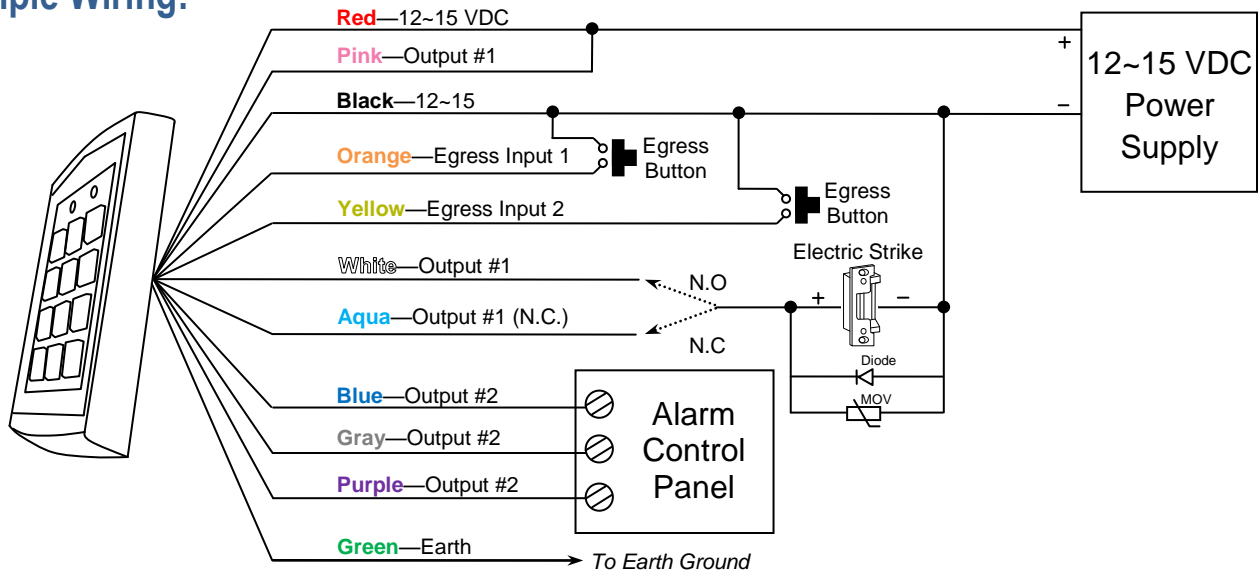 ple Wiring:
Red—12~15 VDC
Pink—Output #1
Black—12~15
Orange—Egress Input 1
Yellow—Egress Input 2
White—Output #1
Aqua—Output #1 (N.C.)
Blue—Output #2
Gray—Output #2
Purple—Output #2
Green—Earth
To Earth Ground
Egress
Button
Egress
Button
Electric Strike
+
–
N.O
N.C
Diode
MOV
Alarm
Control
Panel
+
–
12~15 VDC
Power
Supply